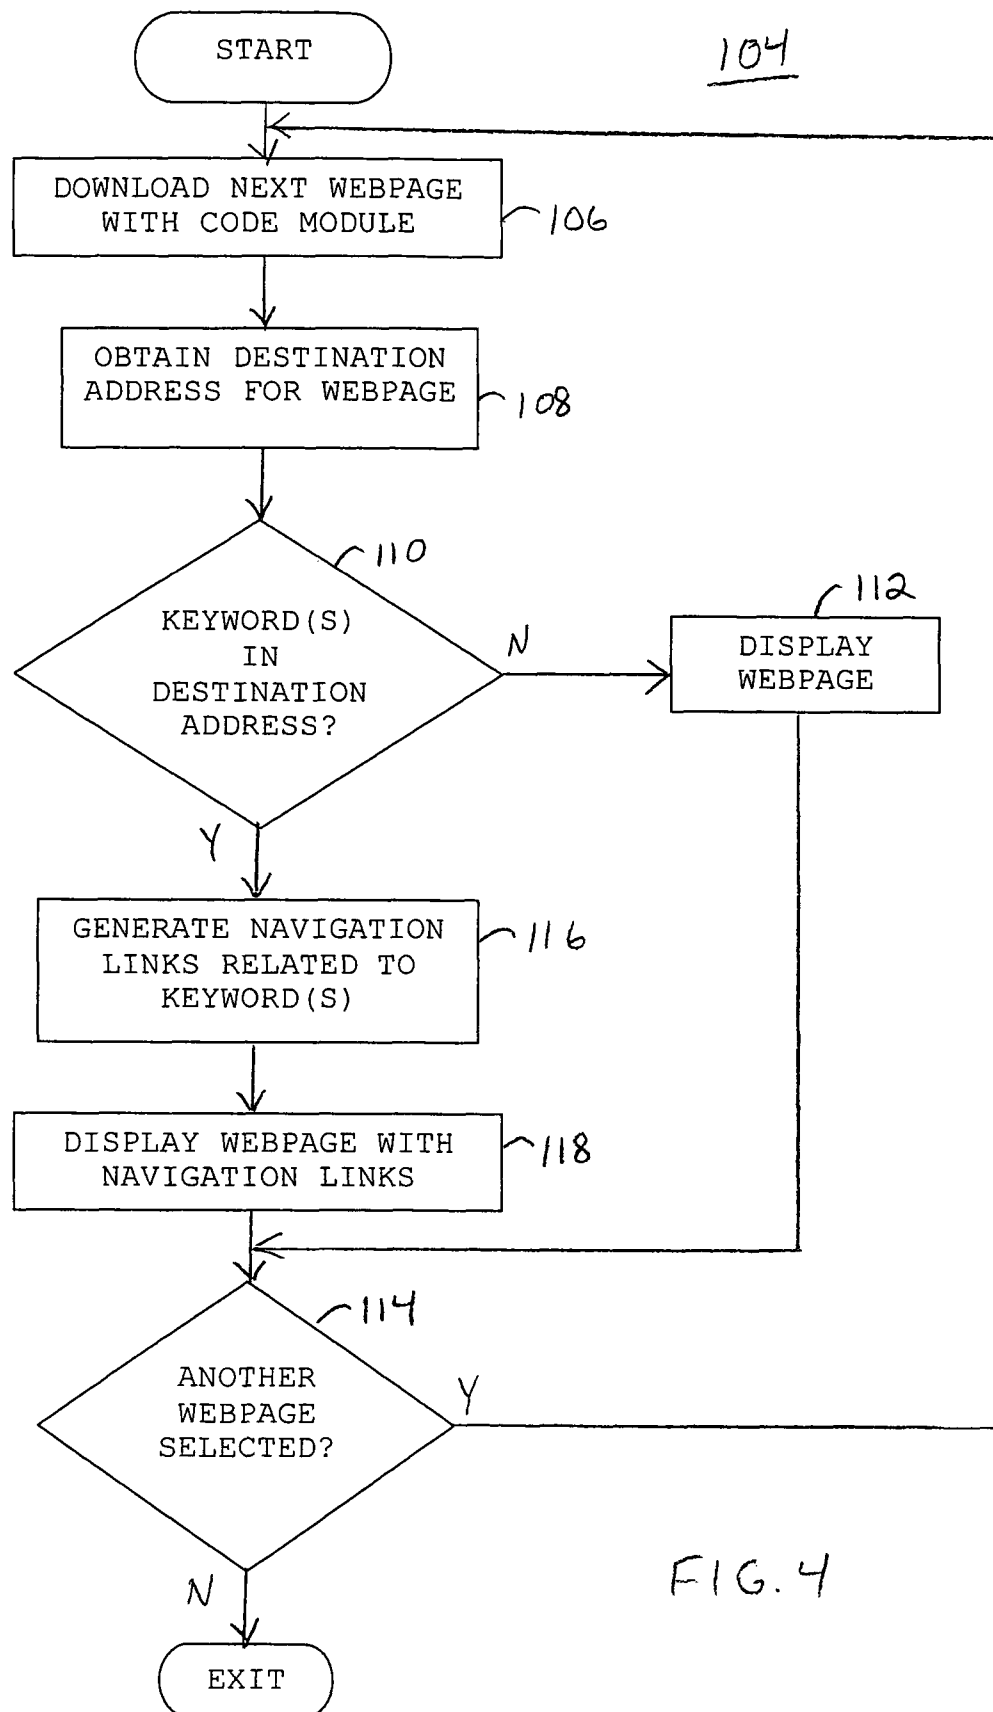 START
104
DOWNLOAD NEXT WEBPAGE
WITH CODE MODULE
106
OBTAIN DESTINATION
ADDRESS FOR WEBPAGE
108
110
KEYWORD(S)
IN
DESTINATION
ADDRESS?
N
112
DISPLAY
WEBPAGE
Y
GENERATE NAVIGATION
LINKS RELATED TO
KEYWORD(S)
116
DISPLAY WEBPAGE WITH
NAVIGATION LINKS
118
114
ANOTHER
WEBPAGE
SELECTED?
Y
N
EXIT
FIG. 4